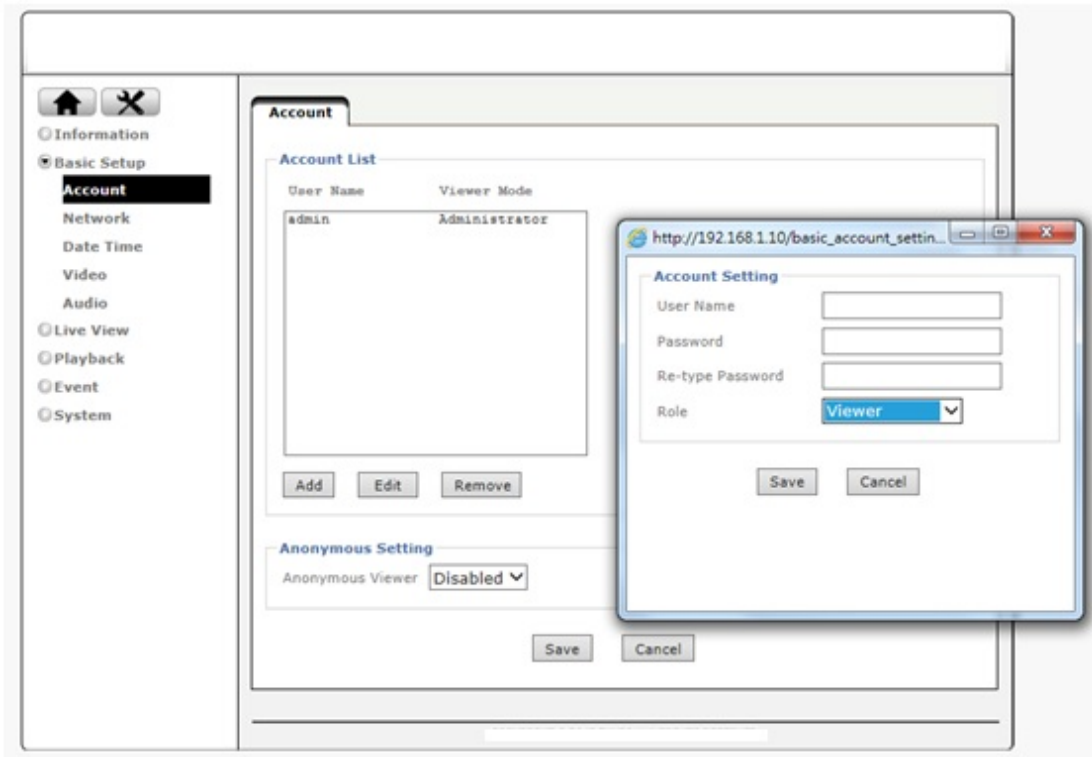 Information
Basic Setup
Account
Network
Date Time
Video
Audio
Live View
Playback
Event
System
Account
Account List
User Name Viewer Mode
admin Administrator
Add Edit Remove
Anonymous Setting
Anonymous Viewer Disabled
Save Cancel
http://192.168.1.10/basic_account_settin...
Account Setting
User Name
Password
Re-type Password
Role Viewer
Save Cancel